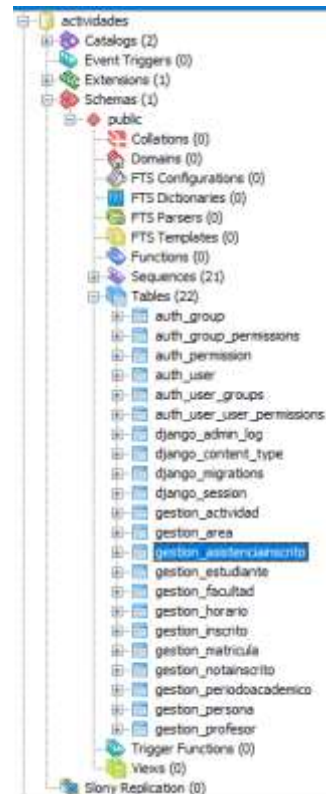 actividades
Catalogs (2)
Event Triggers (0)
Extensions (1)
Schemas (1)
public
Collations (0)
Domains (0)
FTS Configurations (0)
FTS Dictionaries (0)
FTS Parsers (0)
FTS Templates (0)
Functions (0)
Sequences (21)
Tables (22)
auth_group
auth_group_permissions
auth_permission
auth_user
auth_user_groups
auth_user_user_permissions
django_admin_log
django_content_type
django_migrations
django_session
gestion_actividad
gestion_area
gestion_asistenciainscrito
gestion_estudiante
gestion_facultad
gestion_horario
gestion_inscrito
gestion_matricula
gestion_notainscrito
gestion_periodoacademico
gestion_persona
gestion_profesor
Trigger Functions (0)
Views (0)
Slony Replication (0)